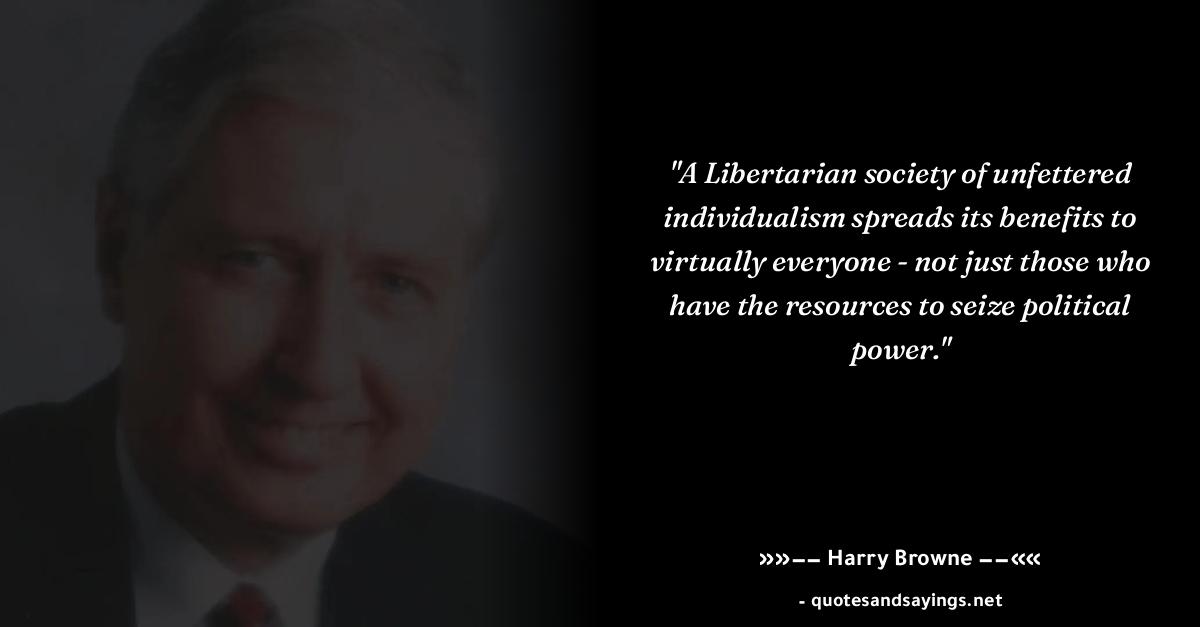 "A Libertarian society of unfettered
individualism spreads its benefits to
virtually everyone - not just those who
have the resources to seize political
power."
»»−− Harry Browne −−««
- quotesandsayings.net